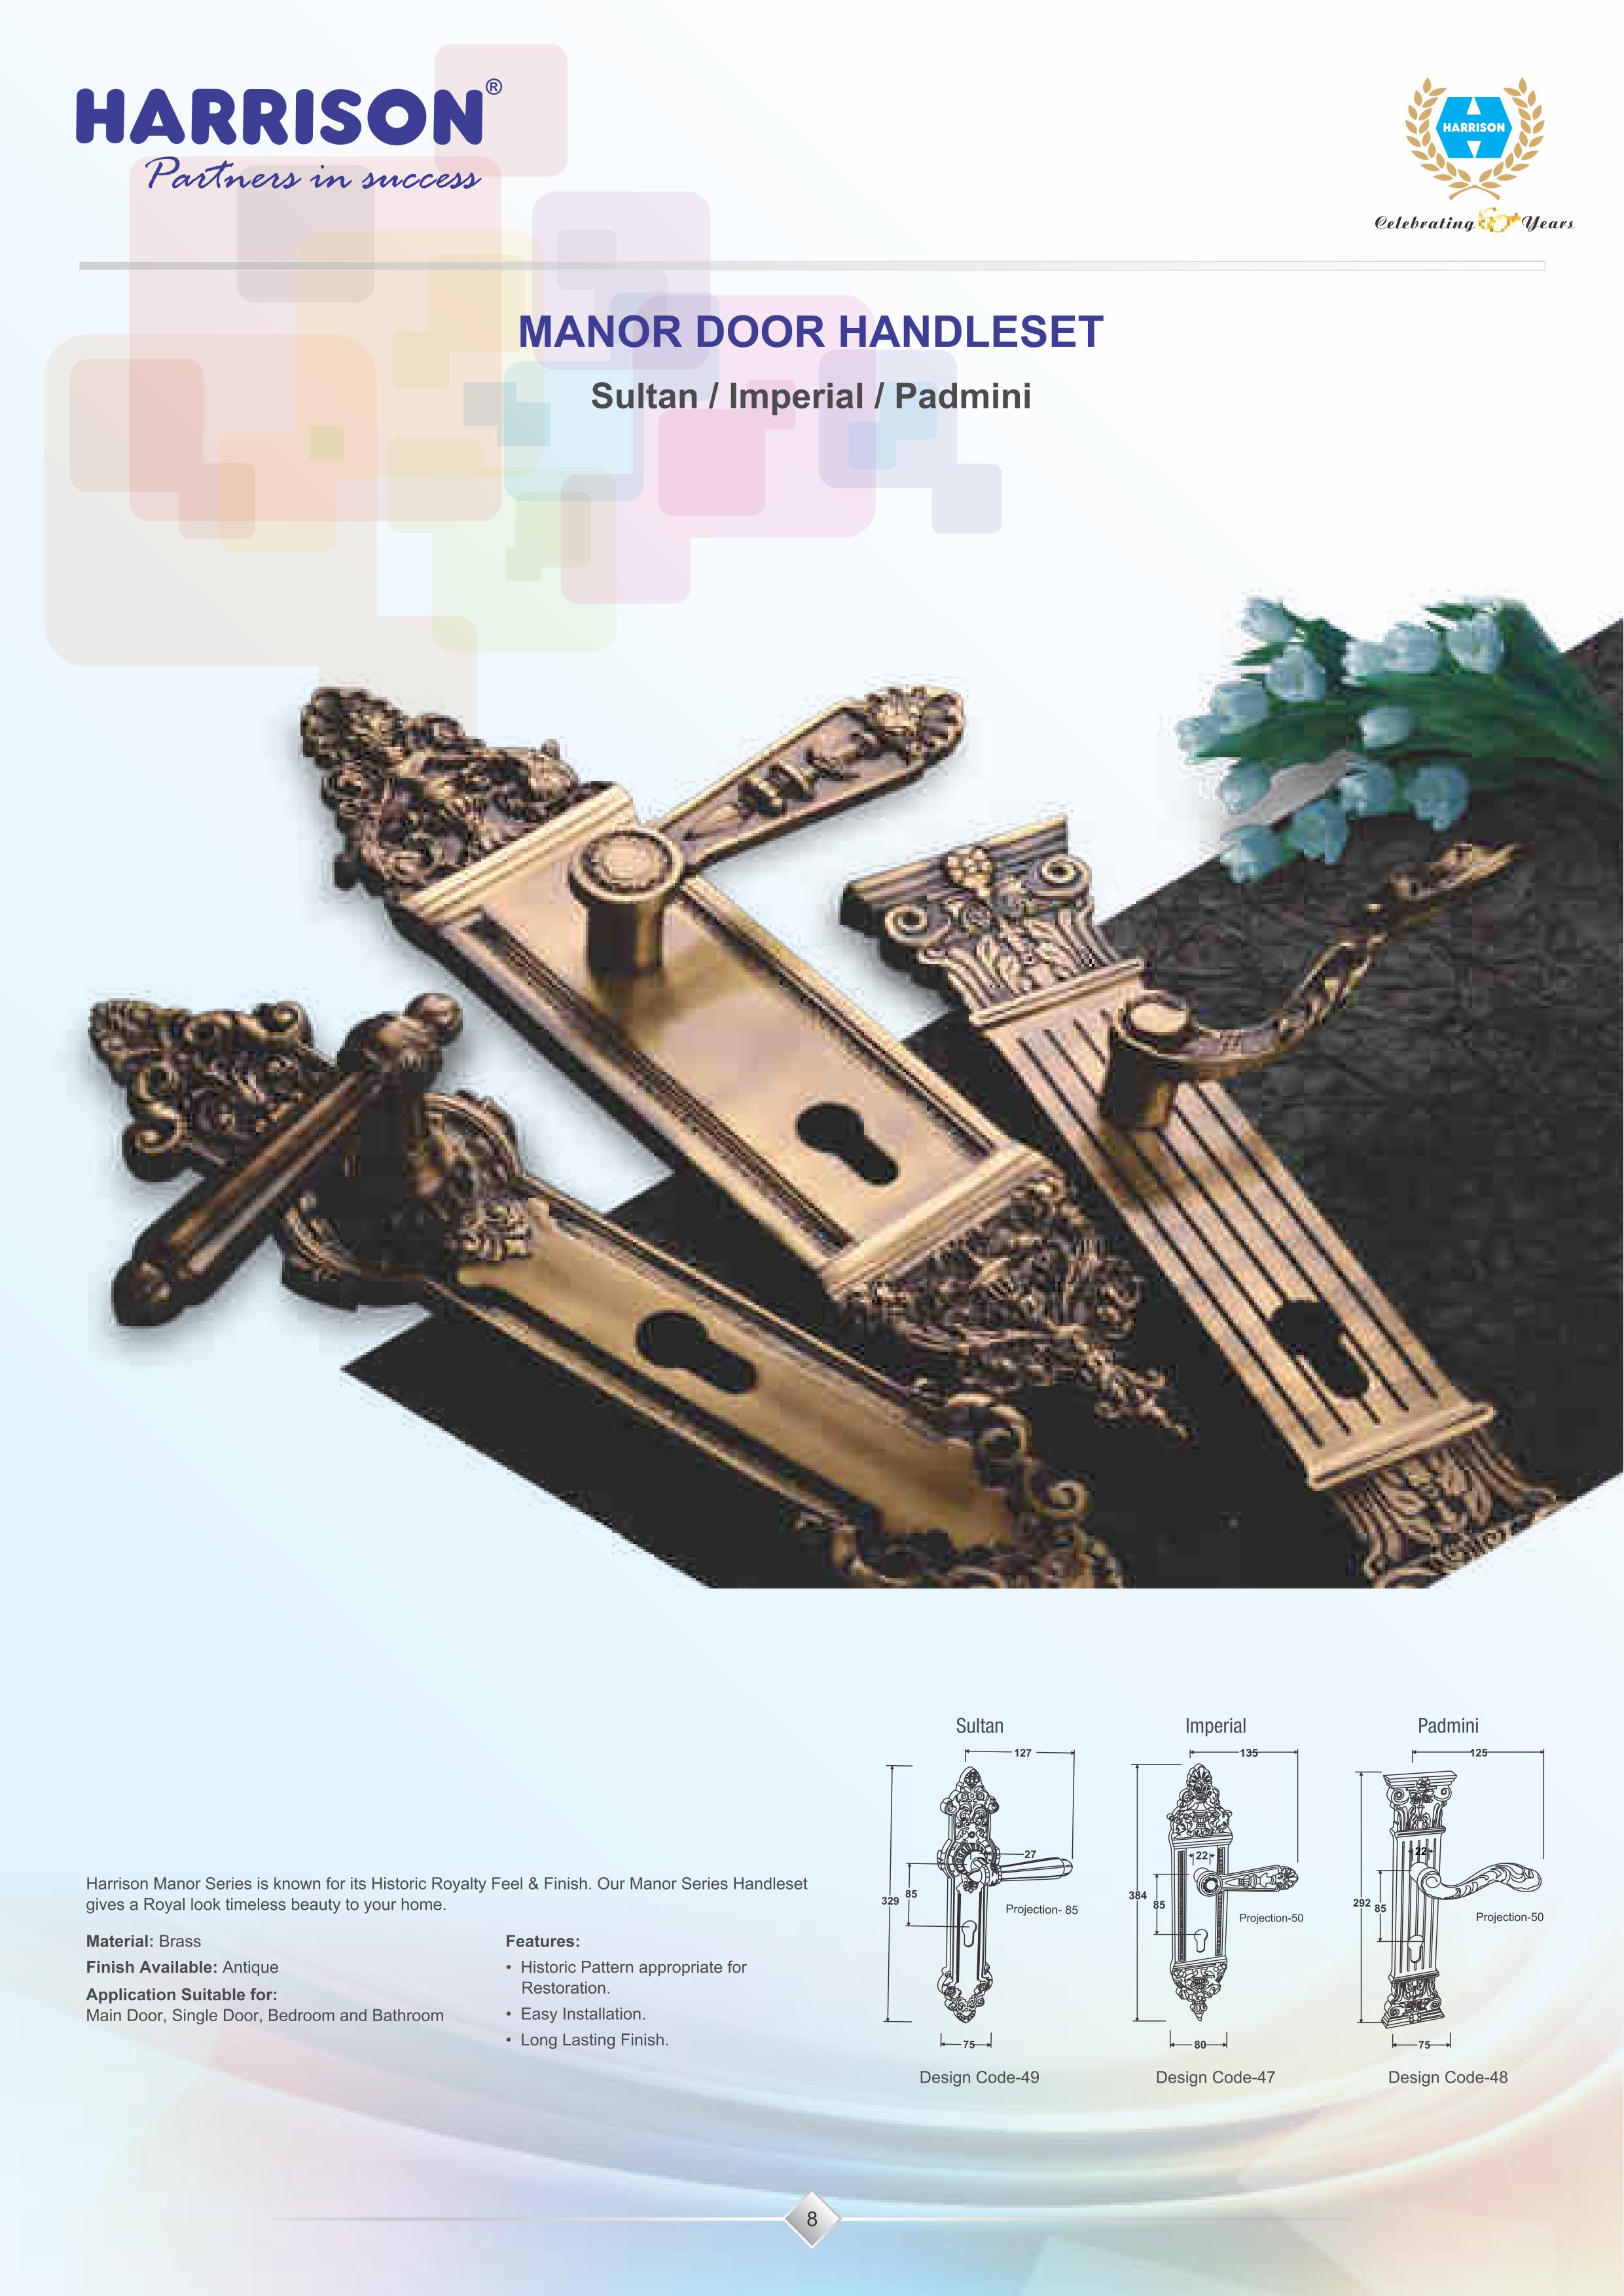 HARRISON®
Partners in success
HARRISON
Celebrating Years
MANOR DOOR HANDLESET
Sultan / Imperial / Padmini
Harrison Manor Series is known for its Historic Royalty Feel & Finish. Our Manor Series Handleset
gives a Royal look timeless beauty to your home.
Material: Brass
Finish Available: Antique
Application Suitable for:
Main Door, Single Door, Bedroom and Bathroom
Features:
• Historic Pattern appropriate for
Restoration.
• Easy Installation.
• Long Lasting Finish.
Sultan
127
27
329
85
Projection- 85
75
Design Code-49
Imperial
135
22
384
85
Projection-50
80
Design Code-47
Padmini
125
22
292
85
Projection-50
75
Design Code-48
8